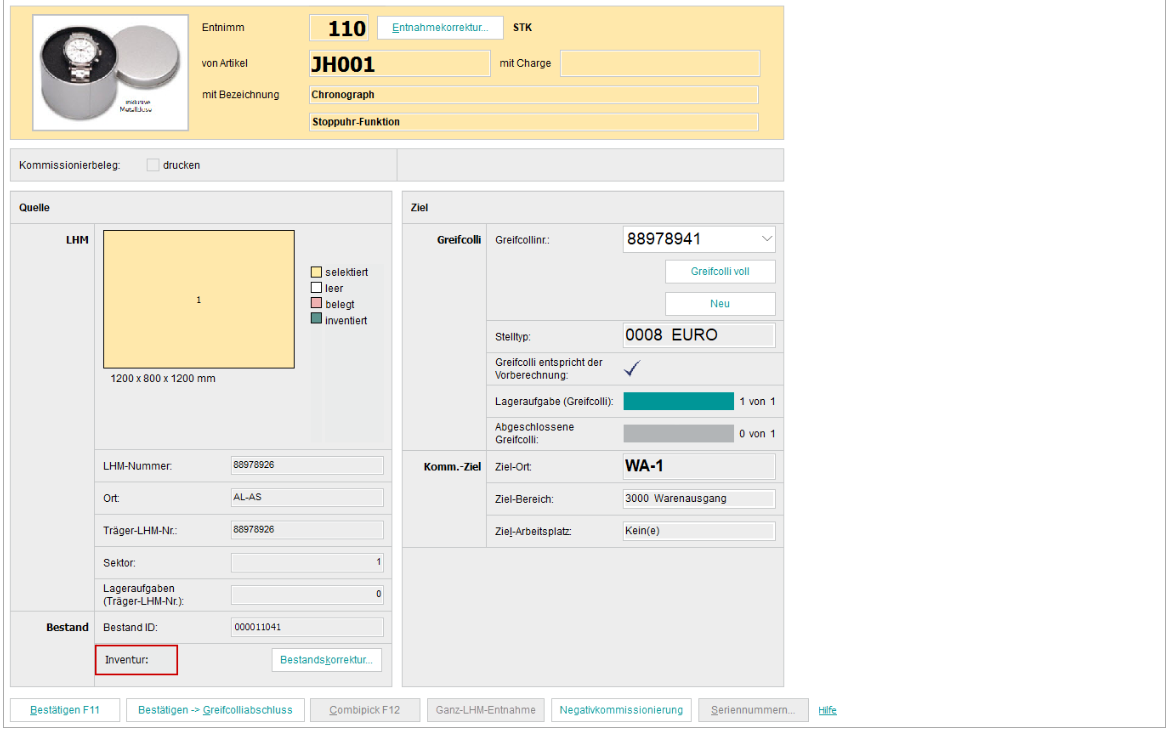 Entnimm 110 Entnahmekorrektur... STK
von Artikel JH001 mit Charge
inklusive
Metalldose
mit Bezeichnung Chronograph
Stoppuhr-Funktion
Kommissionierbeleg: drucken
Quelle
LHM
1
selektiert
leer
belegt
inventiert
1200 x 800 x 1200 mm
LHM-Nummer: 88978926
Ort: AL-AS
Träger-LHM-Nr.: 88978926
Sektor: 1
Lageraufgaben
(Träger-LHM-Nr.): 0
Bestand Bestand ID: 000011041
Inventur: Bestandskorrektur...
Ziel
Greifcolli Greifcollinr.: 88978941
Greifcolli voll
Neu
Stelltyp: 0008 EURO
Greifcolli entspricht der
Vorberechnung:
Lageraufgabe (Greifcolli): 1 von 1
Abgeschlossene
Greifcolli: 0 von 1
Komm.-Ziel Ziel-Ort: WA-1
Ziel-Bereich: 3000 Warenausgang
Ziel-Arbeitsplatz: Kein(e)
Bestätigen F11 Bestätigen -> Greifcolliabschluss Combipick F12 Ganz-LHM-Entnahme Negativkommissionierung Seriennummern... Hilfe